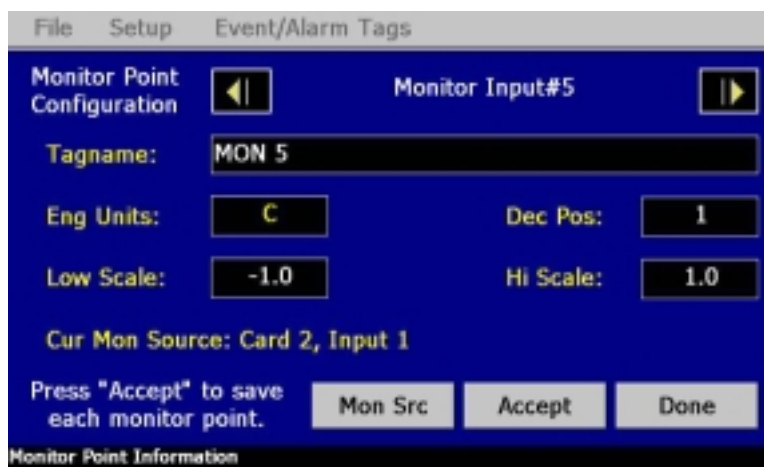 File Setup Event/Alarm Tags
Monitor Point
Configuration
Monitor Input#5
Tagname: MON 5
Eng Units: C Dec Pos: 1
Low Scale: -1.0 Hi Scale: 1.0
Cur Mon Source: Card 2, Input 1
Press "Accept" to save
each monitor point.
Mon Src Accept Done
Monitor Point Information